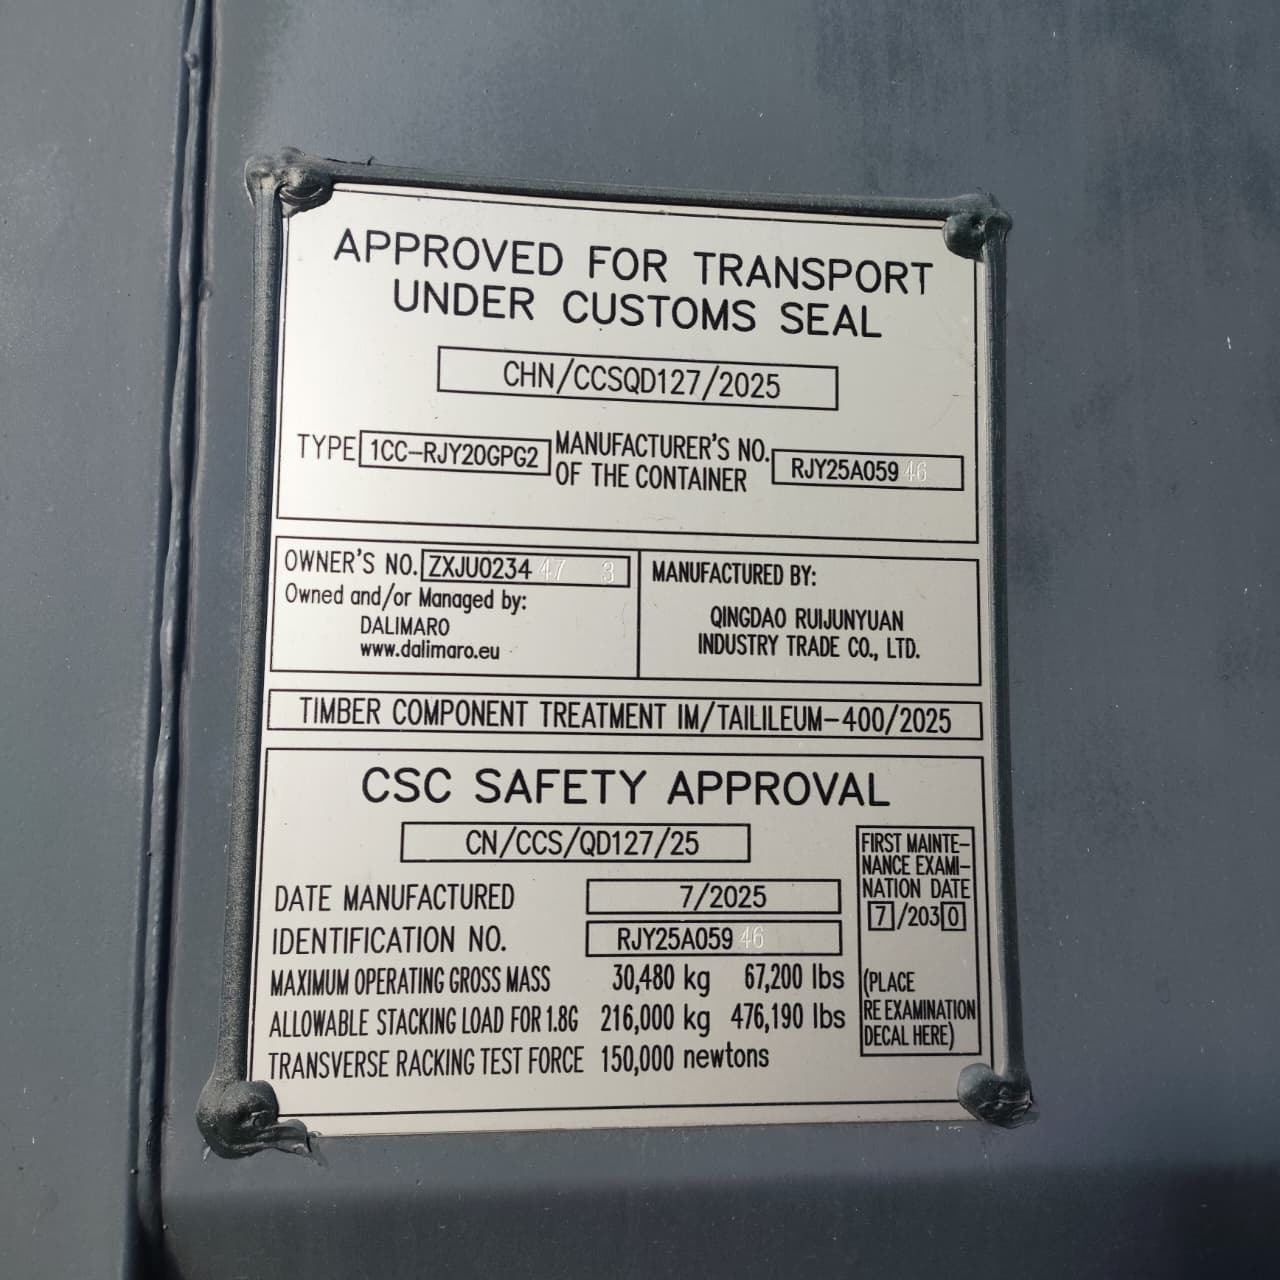 APPROVED FOR TRANSPORT
UNDER CUSTOMS SEAL
CHN/CCSQD127/2025
TYPE 1CC-RJY20GPG2 MANUFACTURER'S NO.
OF THE CONTAINER RJY25A05946
OWNER'S NO. ZXJU023447 3
Owned and/or Managed by:
DALIMARO
www.dalimaro.eu
MANUFACTURED BY:
QINGDAO RUIJUNYUAN
INDUSTRY TRADE CO., LTD.
TIMBER COMPONENT TREATMENT IM/TAILILEUM-400/2025
CSC SAFETY APPROVAL
CN/CCS/QD127/25
DATE MANUFACTURED 7/2025
IDENTIFICATION NO. RJY25A05946
MAXIMUM OPERATING GROSS MASS 30,480 kg 67,200 lbs
ALLOWABLE STACKING LOAD FOR 1.8G 216,000 kg 476,190 lbs
TRANSVERSE RACKING TEST FORCE 150,000 newtons
FIRST MAINTE-
NANCE EXAMI-
NATION DATE
7/2030
(PLACE
RE EXAMINATION
DECAL HERE)